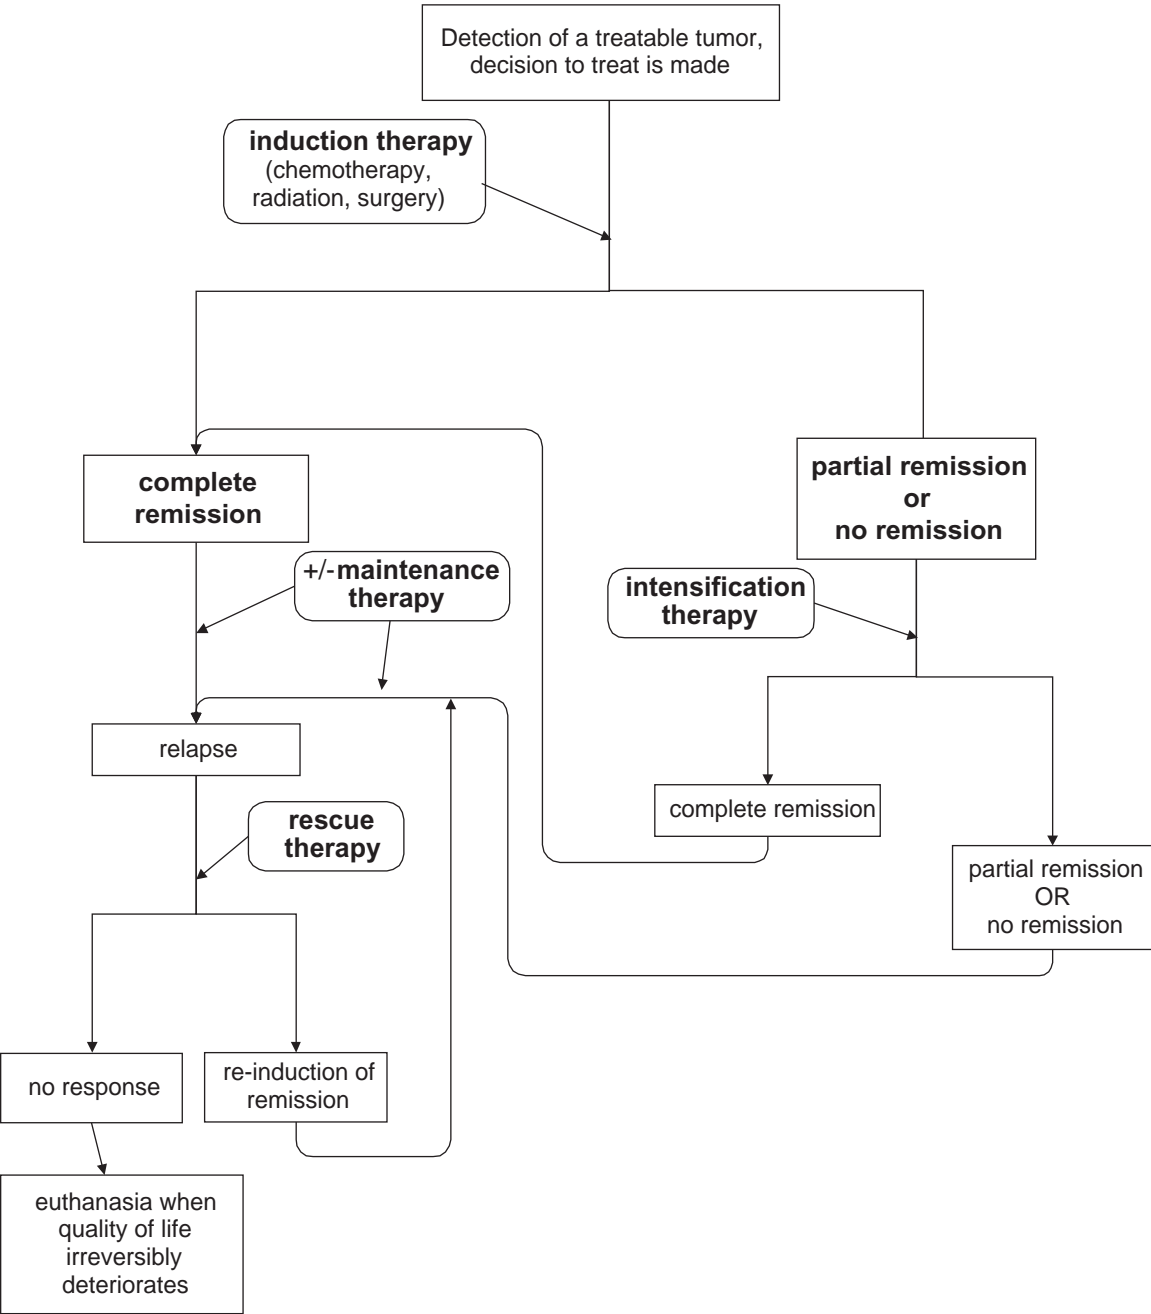 Detection of a treatable tumor,
decision to treat is made
induction therapy
(chemotherapy,
radiation, surgery)
complete
remission
partial remission
or
no remission
+/-maintenance
therapy
intensification
therapy
relapse
complete remission
rescue
therapy
partial remission
OR
no remission
no response
re-induction of
remission
euthanasia when
quality of life
irreversibly
deteriorates